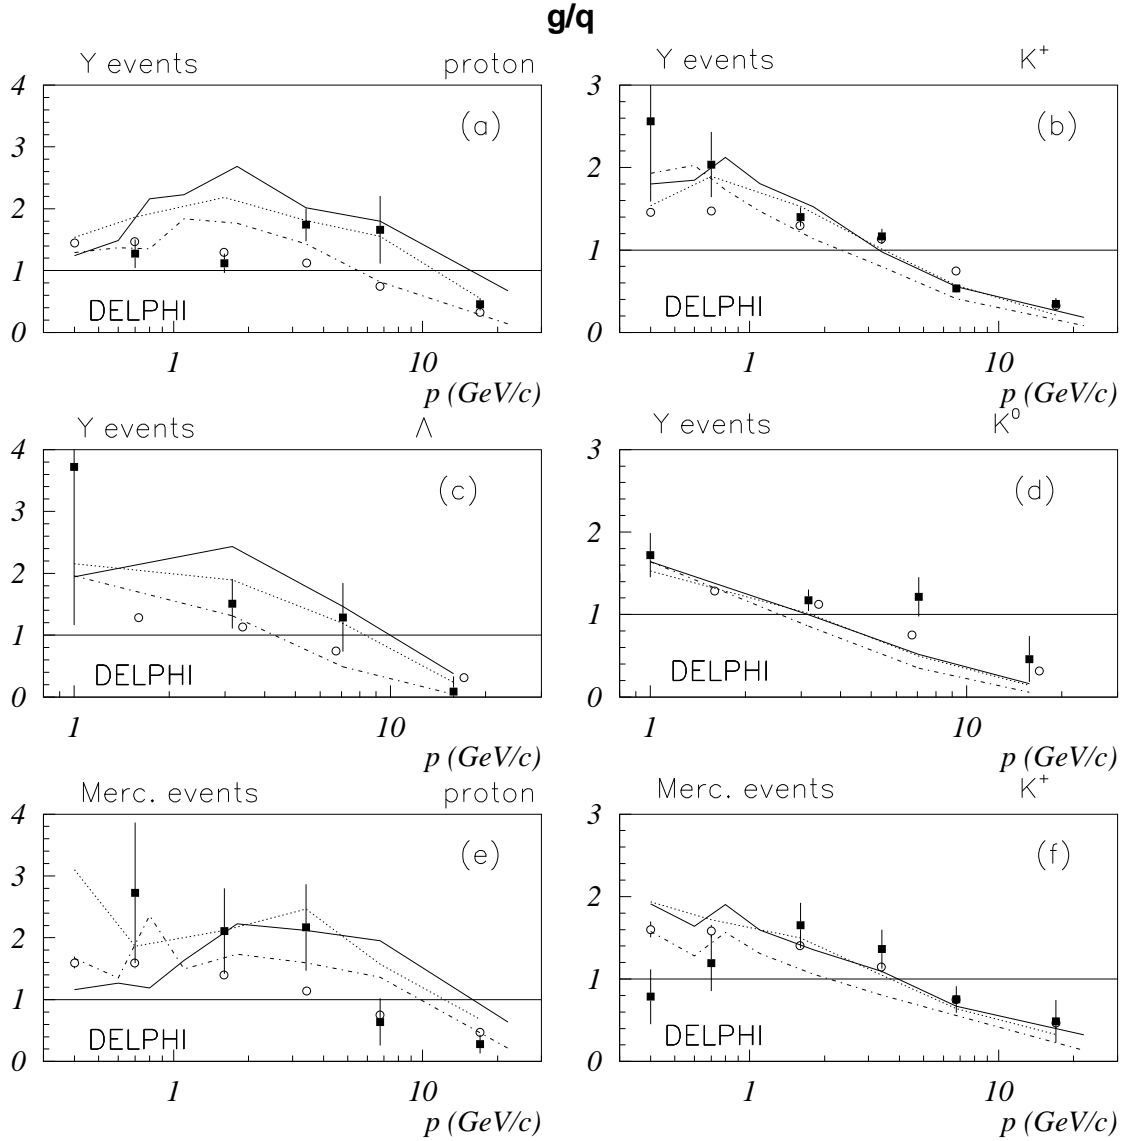 g/q
Y events proton
Y events K+
4
3
2
1
0
(a)
DELPHI
1 10
p (GeV/c)
3
2
1
0
(b)
DELPHI
1 10
p (GeV/c)
Y events Λ
Y events K0
4
3
2
1
0
(c)
DELPHI
1 10
p (GeV/c)
3
2
1
0
(d)
DELPHI
1 10
p (GeV/c)
Merc. events proton
Merc. events K+
4
3
2
1
0
(e)
DELPHI
1 10
p (GeV/c)
3
2
1
0
(f)
DELPHI
1 10
p (GeV/c)